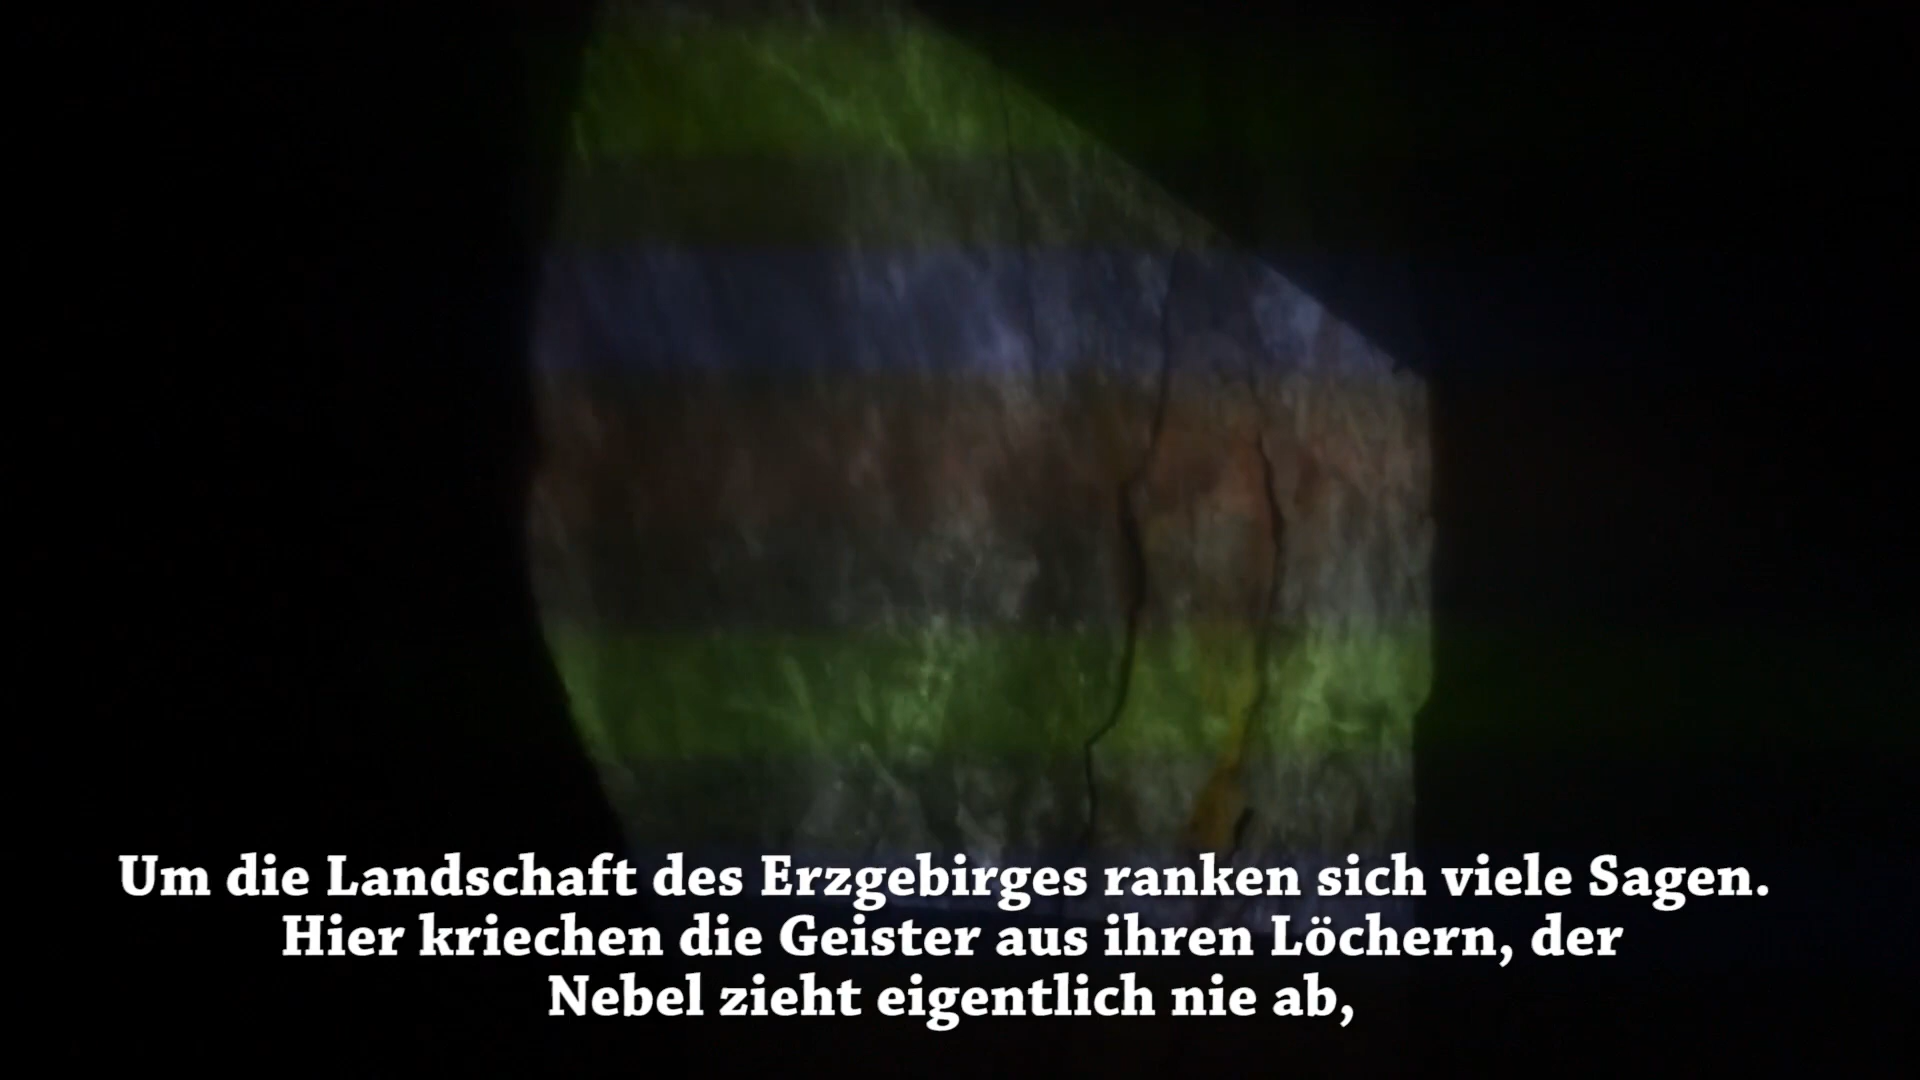 Um die Landschaft des Erzgebirges ranken sich viele Sagen.
Hier kriechen die Geister aus ihren Löchern, der
Nebel zieht eigentlich nie ab,